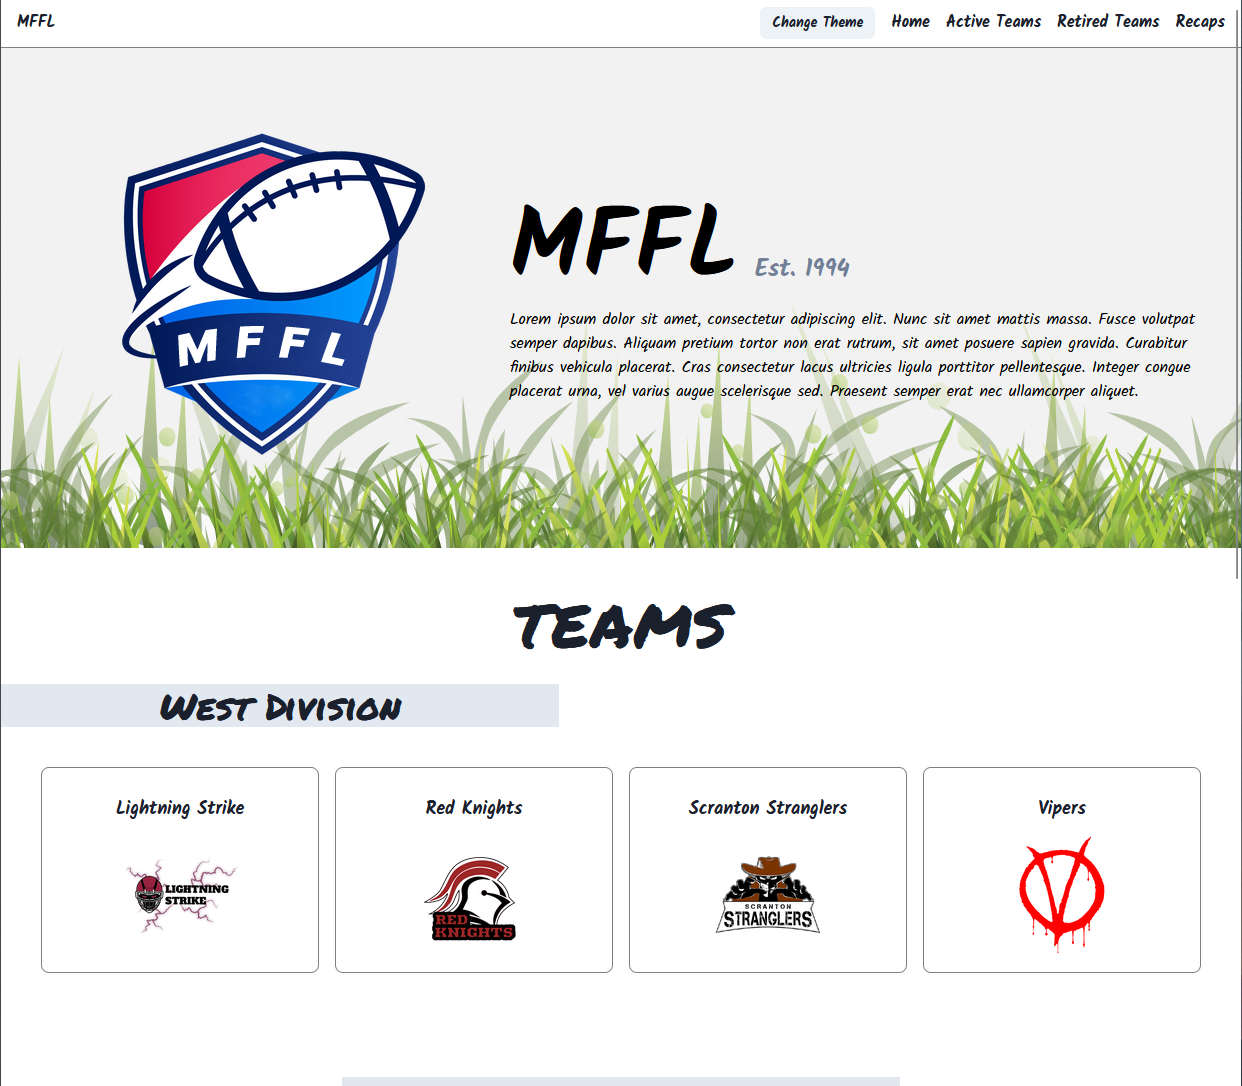 MFFL
Change Theme Home Active Teams Retired Teams Recaps
MFFL
MFFL Est. 1994
Lorem ipsum dolor sit amet, consectetur adipiscing elit. Nunc sit amet mattis massa. Fusce volutpat
semper dapibus. Aliquam pretium tortor non erat rutrum, sit amet posuere sapien gravida. Curabitur
finibus vehicula placerat. Cras consectetur lacus ultricies ligula porttitor pellentesque. Integer congue
placerat urna, vel varius augue scelerisque sed. Praesent semper erat nec ullamcorper aliquet.
TEAMS
West Division
Lightning Strike
LIGHTNING
STRIKE
Red Knights
RED
KNIGHTS
Scranton Stranglers
SCRANTON
STRANGLERS
Vipers
V